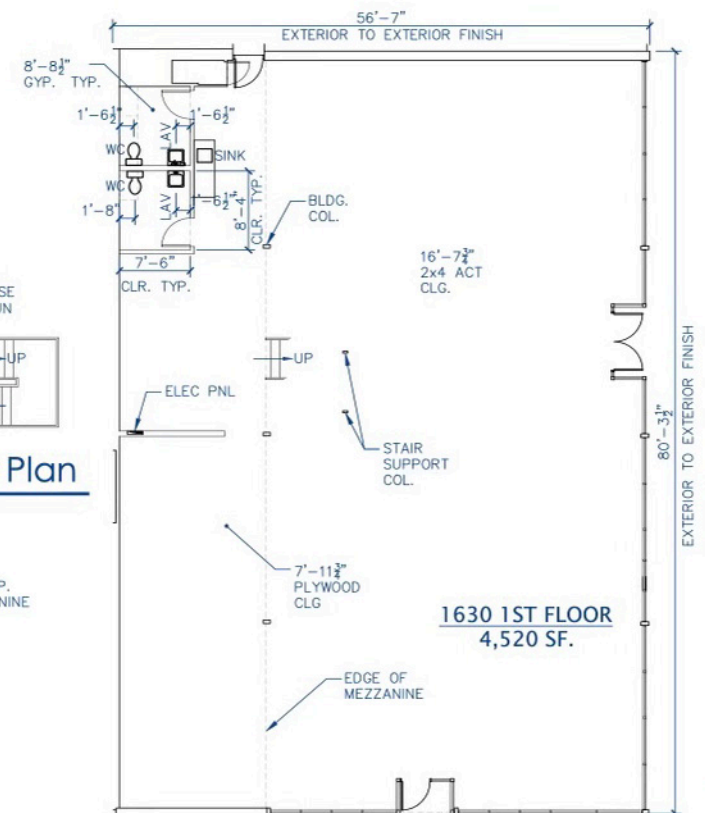 56'-7"
EXTERIOR TO EXTERIOR FINISH
8'-8½"
GYP. TYP.
1'-6½"
1'-6½"
WC
LAV
SINK
WC
LAV
1'-8"
1'-6½"
8'-4"
CLR. TYP.
7'-6"
CLR. TYP.
BLDG.
COL.
16'-7¾"
2x4 ACT
CLG.
UP
UP
ELEC PNL
Plan
STAIR
SUPPORT
COL.
80'-3½"
EXTERIOR TO EXTERIOR FINISH
7'-11¾"
PLYWOOD
CLG
1630 1ST FLOOR
4,520 SF.
EDGE OF
MEZZANINE